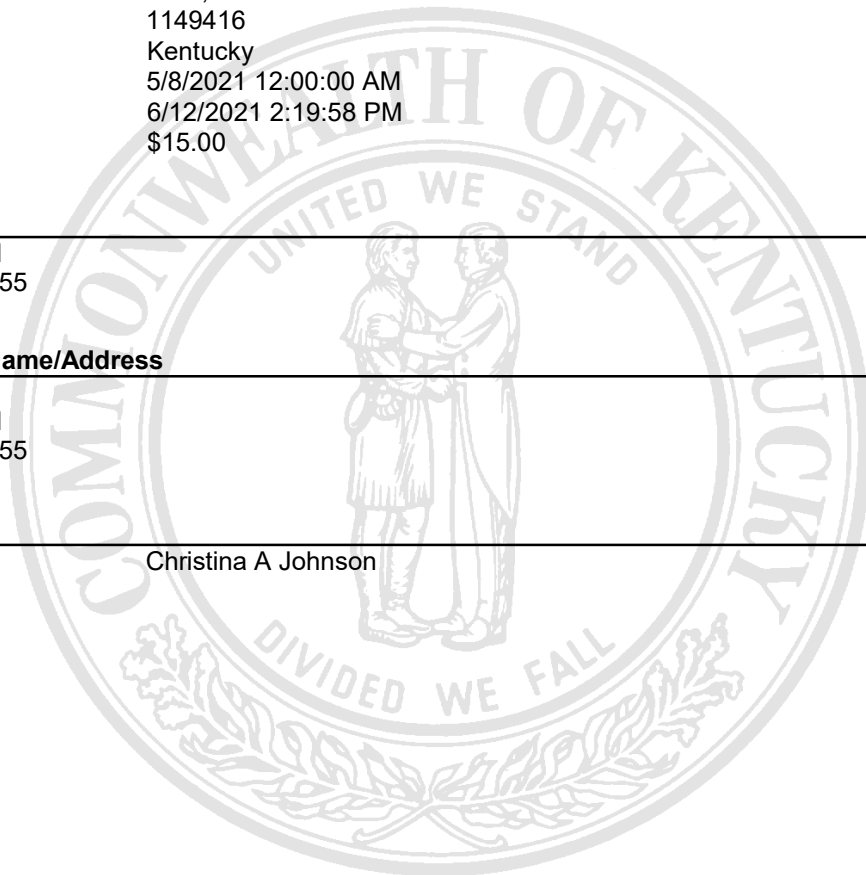 1149416
Kentucky
5/8/2021 12:00:00 AM
6/12/2021 2:19:58 PM
$15.00
55
ame/Address
55
Christina A Johnson
COMMONWEALTH OF KENTUCKY
UNITED WE STAND
DIVIDED WE FALL